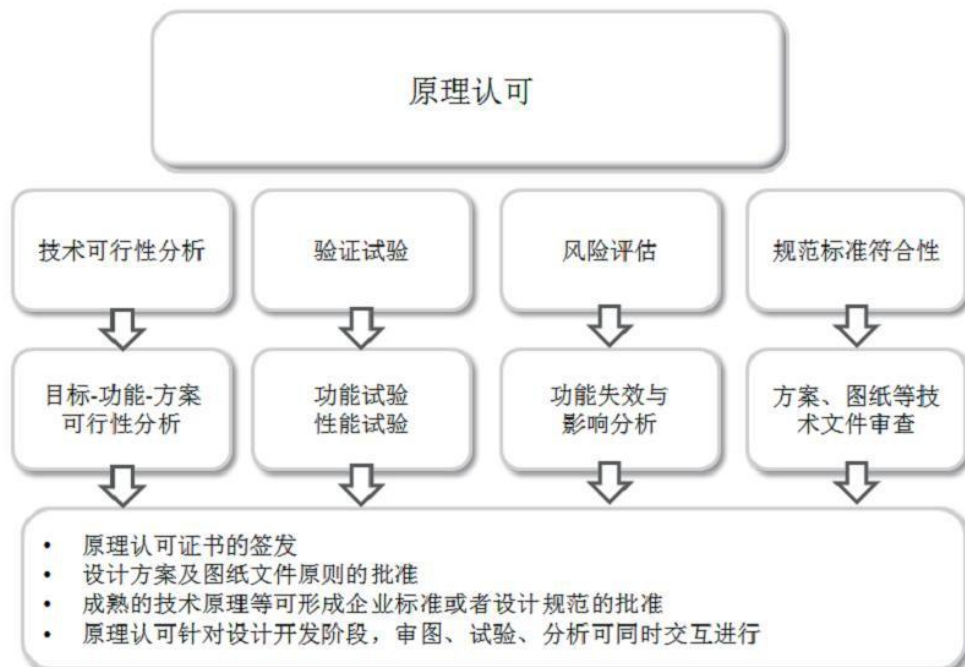 原理认可
技术可行性分析
验证试验
风险评估
规范标准符合性
目标-功能-方案
可行性分析
功能试验
性能试验
功能失效与
影响分析
方案、图纸等技
术文件审查
• 原理认可证书的签发
• 设计方案及图纸文件原则的批准
• 成熟的技术原理等可形成企业标准或者设计规范的批准
• 原理认可针对设计开发阶段，审图、试验、分析可同时交互进行